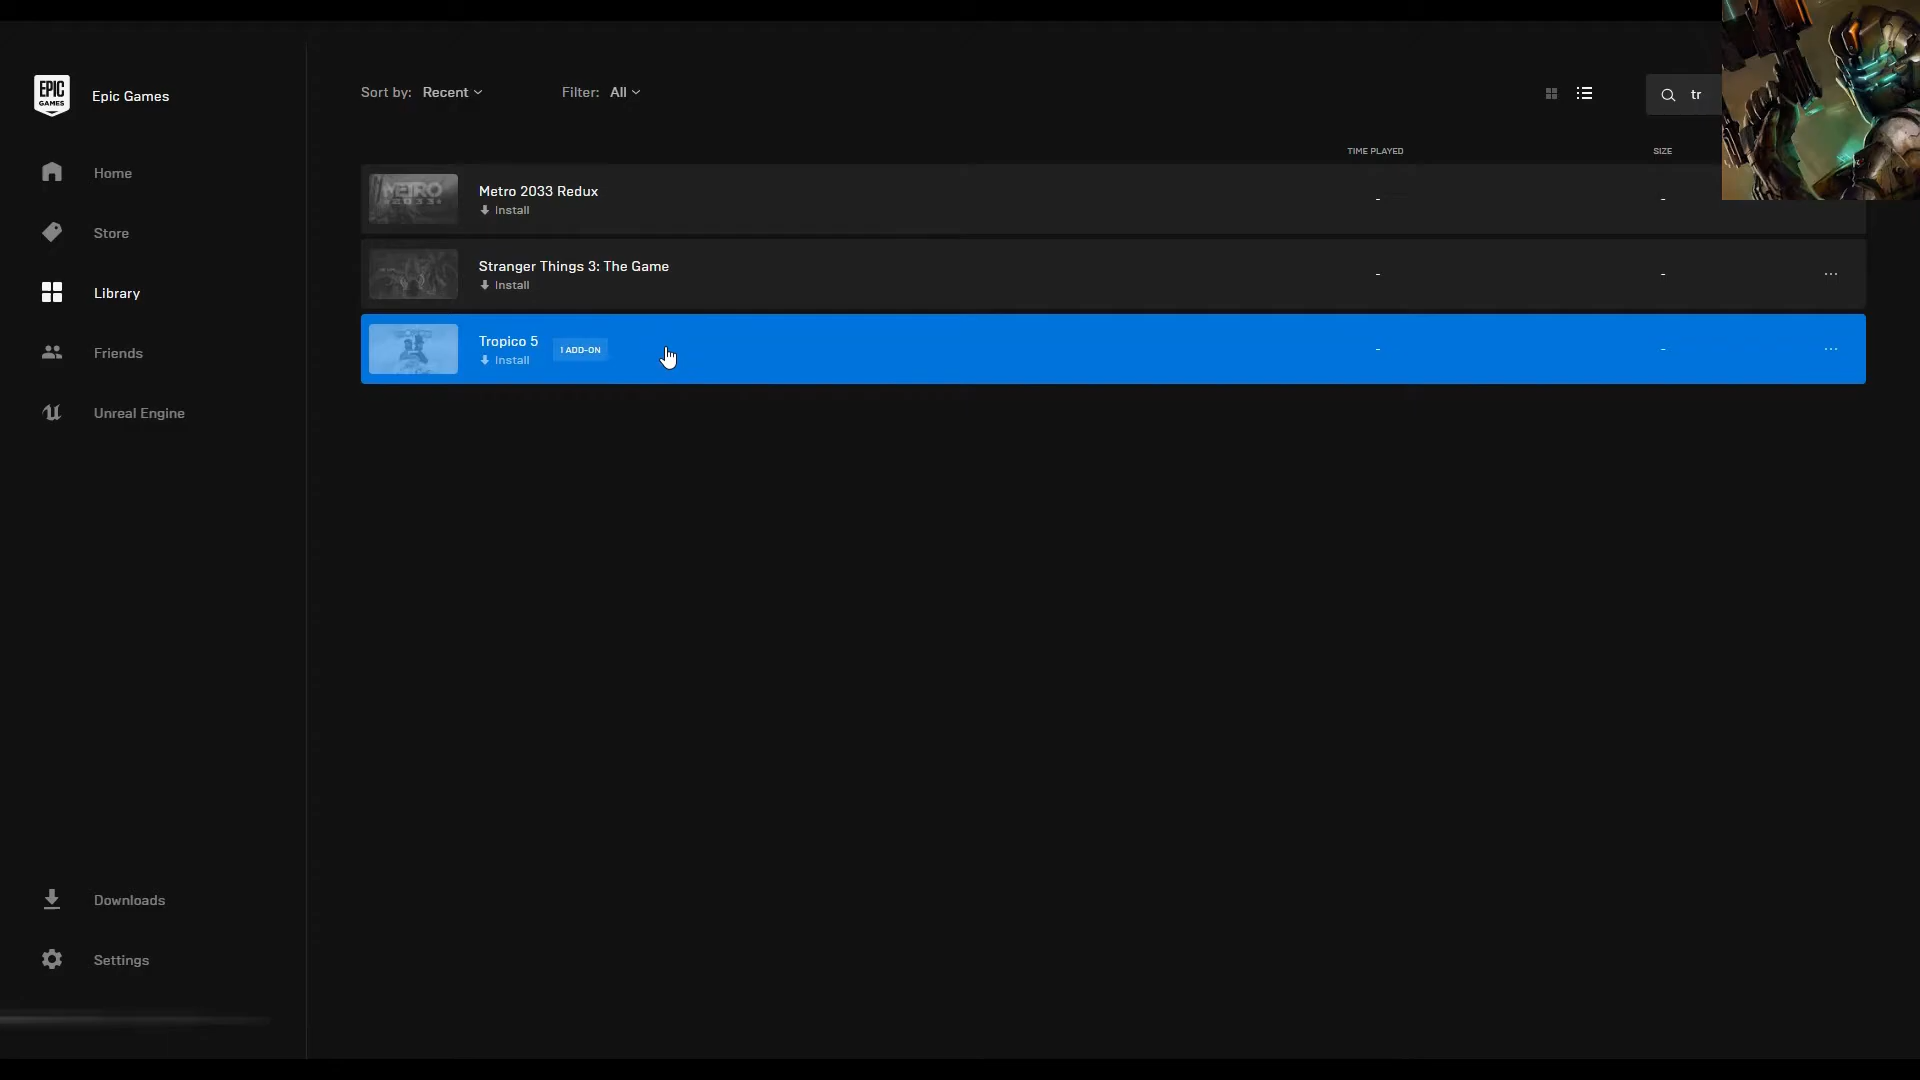 EPIC
GAMES
Epic Games
Home
Store
Library
Friends
Unreal Engine
Downloads
Settings
Sort by: Recent
Filter: All
tr
TIME PLAYED
SIZE
METRO
2033
Metro 2033 Redux
Install
-
-
Stranger Things 3: The Game
Install
-
-
...
Tropico 5
1 ADD-ON
Install
-
-
...